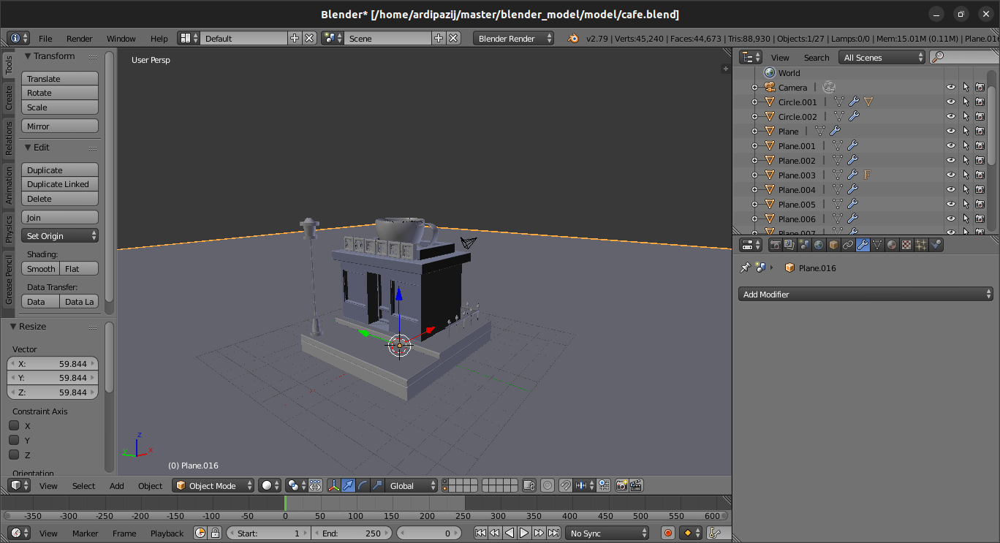 Blender* [/home/ardipazij/master/blender_model/model/cafe.blend]
File Render Window Help Default Scene Blender Render v2.79 | Verts:45,240 | Faces:44,673 | Tris:88,930 | Objects:1/27 | Lamps:0/0 | Mem:15.01M (0.11M) | Plane.01
Tools
Create
Relations
Animation
Physics
Grease Pencil
Transform
Translate
Rotate
Scale
Mirror
Edit
Duplicate
Duplicate Linked
Delete
Join
Set Origin
Shading:
Smooth Flat
Data Transfer:
Data Data La
Resize
Vector
X: 59.844
Y: 59.844
Z: 59.844
Constraint Axis
X
Y
Z
Orientation
User Persp
z
y x
(0) Plane.016
View Select Add Object Object Mode Global
-350 -300 -250 -200 -150 -100 -50 0 50 100 150 200 250 300 350 400 450 500 550 600
View Marker Frame Playback Start: 1 End: 250 0 No Sync
View Search All Scenes
World
Camera
Circle.001
Circle.002
Plane
Plane.001
Plane.002
Plane.003 F
Plane.004
Plane.005
Plane.006
Plane.007
Plane.016
Add Modifier